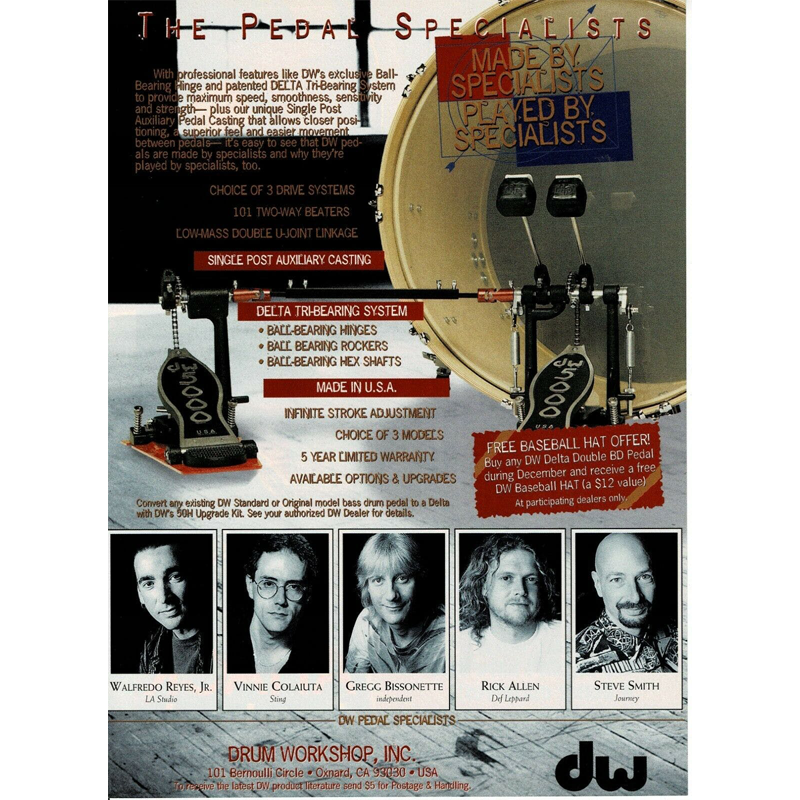 THE PEDAL SPECIALISTS
MADE BY
SPECIALISTS
PLAYED BY
SPECIALISTS
With professional features like DW's exclusive Ball-
Bearing Hinge and patented DELTA Tri-Bearing System
to provide maximum speed, smoothness, sensitivity
and strength— plus our unique Single Post
Auxiliary Pedal Casting that allows closer posi-
tioning, a superior feel and easier movement
between pedals— it's easy to see that DW ped-
als are made by specialists and why they're
played by specialists, too.
CHOICE OF 3 DRIVE SYSTEMS
101 TWO-WAY BEATERS
LOW-MASS DOUBLE U-JOINT LINKAGE
SINGLE POST AUXILIARY CASTING
DELTA TRI-BEARING SYSTEM
• BALL-BEARING HINGES
• BALL BEARING ROCKERS
• BALL-BEARING HEX SHAFTS
MADE IN U.S.A.
INFINITE STROKE ADJUSTMENT
CHOICE OF 3 MODELS
5 YEAR LIMITED WARRANTY
AVAILABLE OPTIONS & UPGRADES
DW 5000
USA
DW 5000
FREE BASEBALL HAT OFFER!
Buy any DW Delta Double BD Pedal
during December and receive a free
DW Baseball HAT (a $12 value)
At participating dealers only.
Convert any existing DW Standard or Original model bass drum pedal to a Delta
with DW's 50H Upgrade Kit. See your authorized DW Dealer for details.
WALFREDO REYES, JR.
LA Studio
VINNIE COLAIUTA
Sting
GREGG BISSONETTE
independent
RICK ALLEN
Def Leppard
STEVE SMITH
Journey
DW PEDAL SPECIALISTS
DRUM WORKSHOP, INC.
101 Bernoulli Circle • Oxnard, CA 93030 • USA
To receive the latest DW product literature send $5 for Postage & Handling.
dw